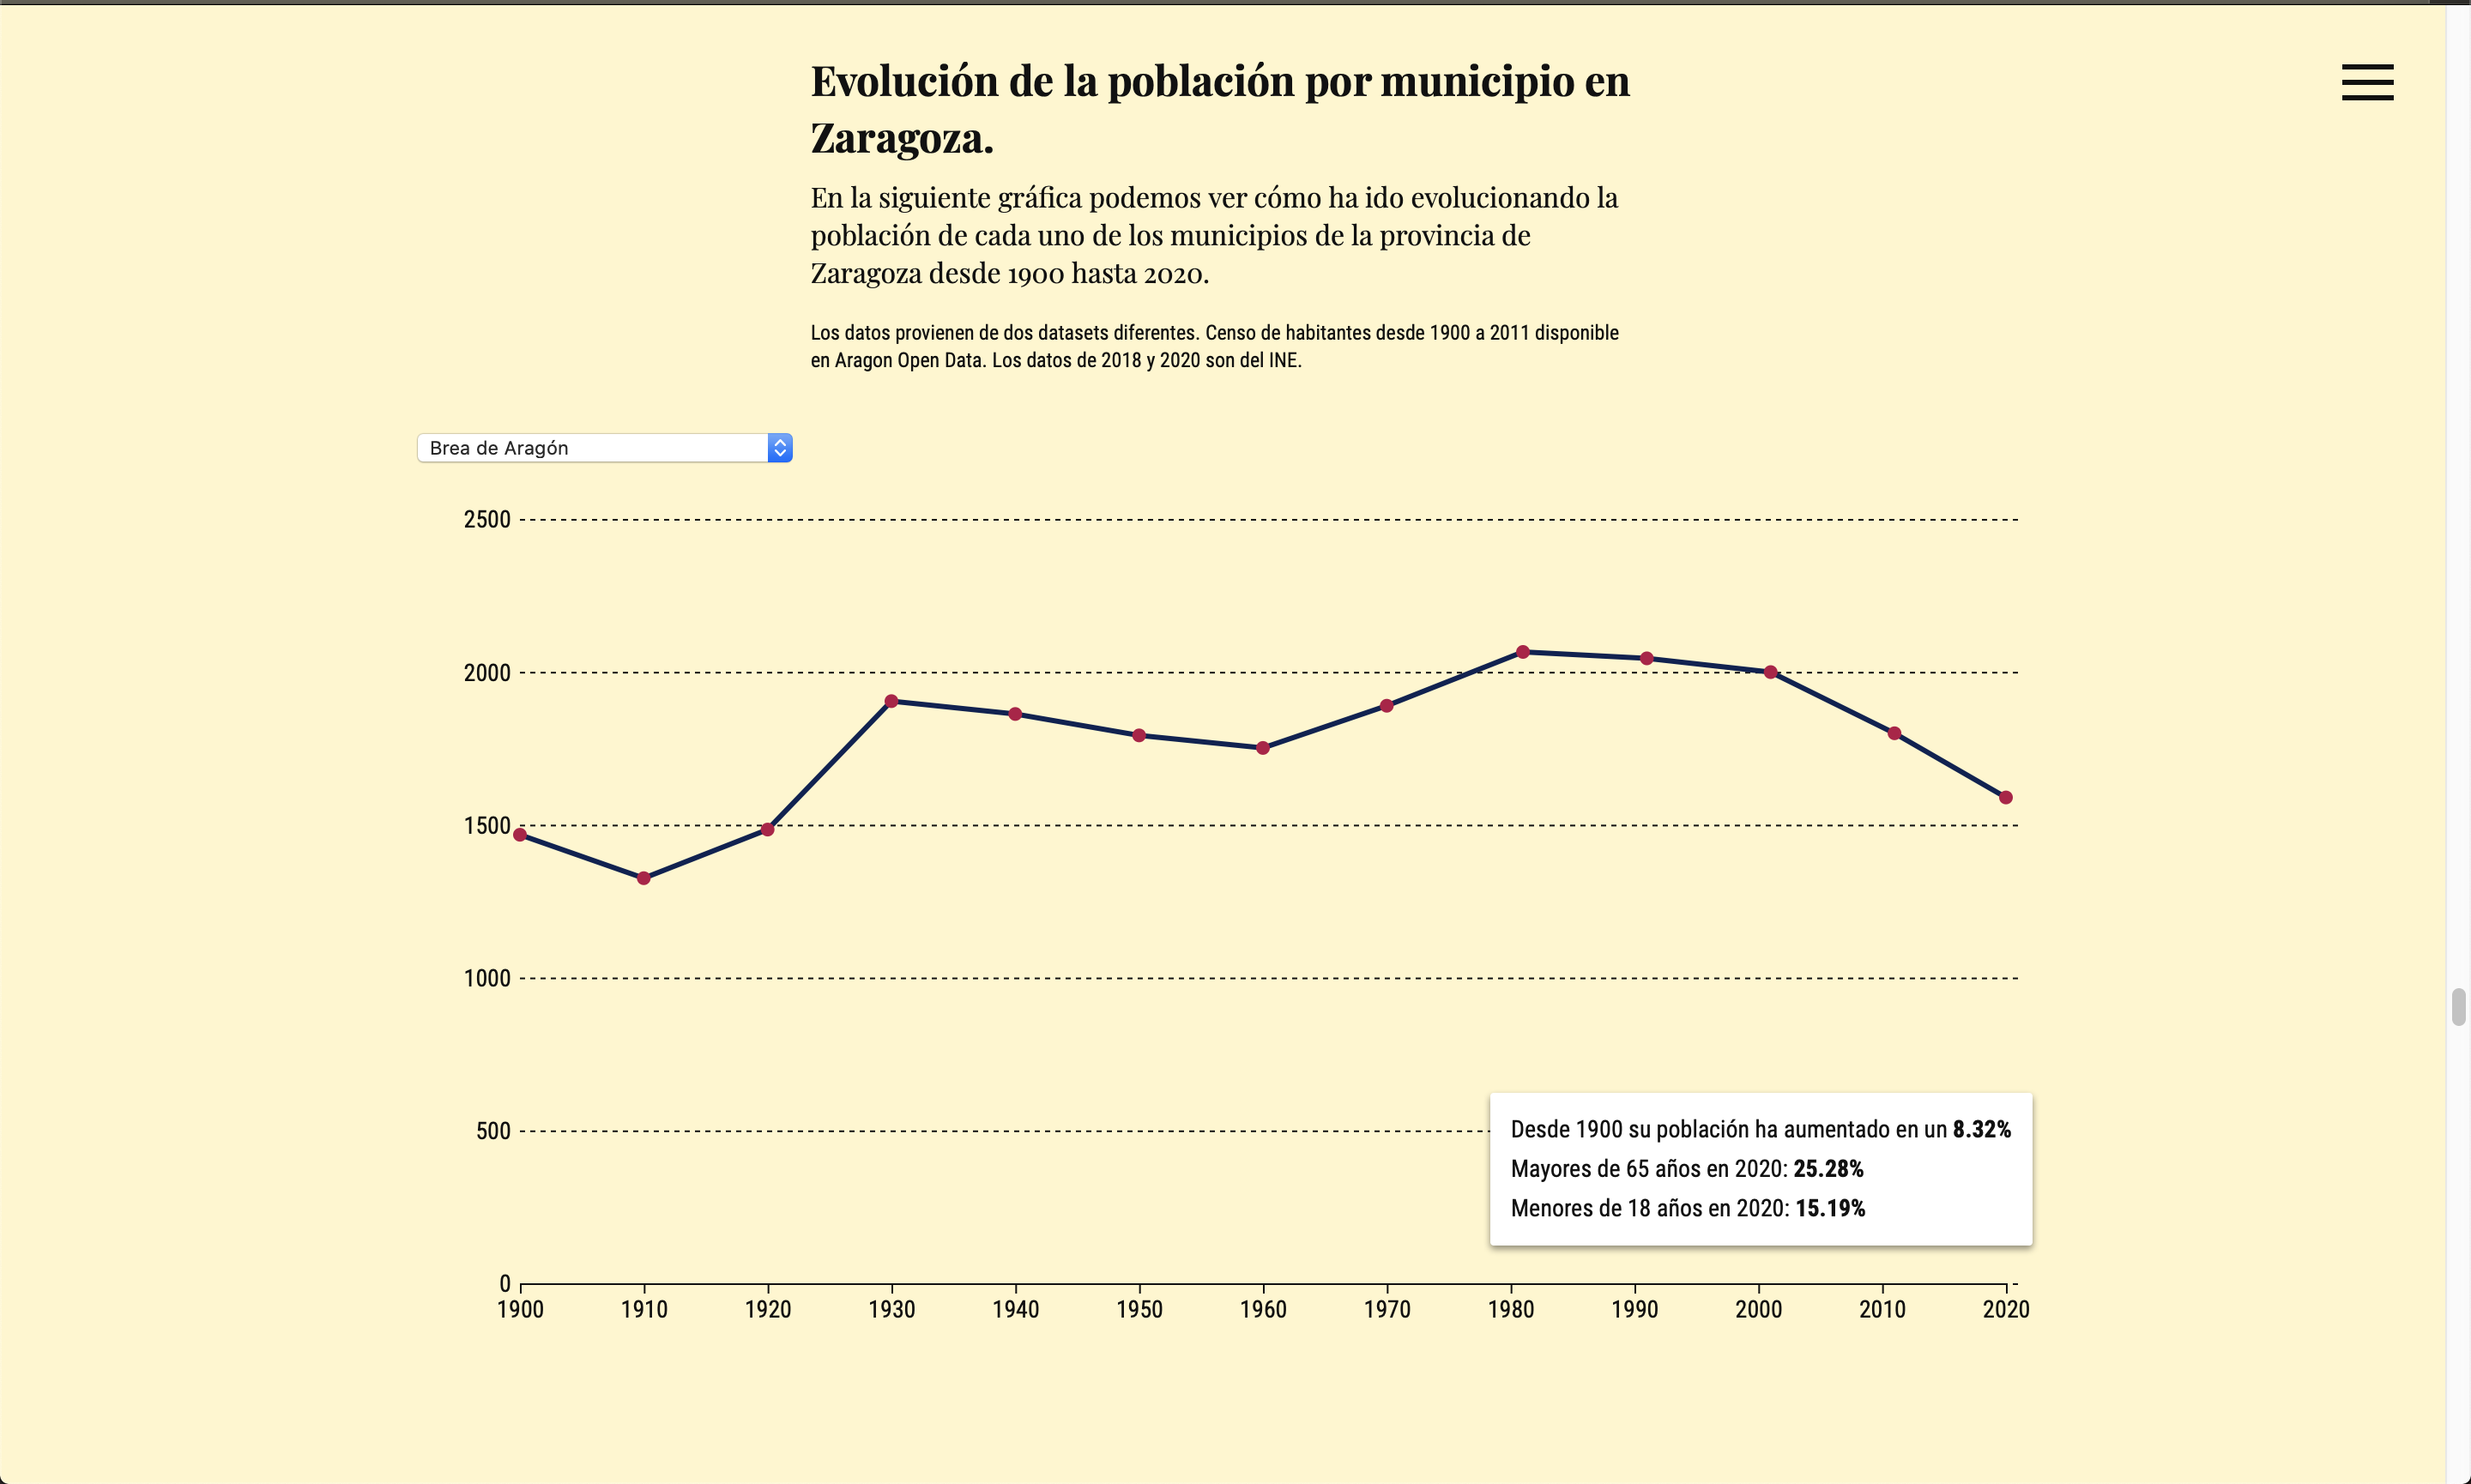 Evolución de la población por municipio en
Zaragoza.
En la siguiente gráfica podemos ver cómo ha ido evolucionando la
población de cada uno de los municipios de la provincia de
Zaragoza desde 1900 hasta 2020.
Los datos provienen de dos datasets diferentes. Censo de habitantes desde 1900 a 2011 disponible
en Aragon Open Data. Los datos de 2018 y 2020 son del INE.
Brea de Aragón
2500
2000
1500
1000
500
Desde 1900 su población ha aumentado en un 8.32%
Mayores de 65 años en 2020: 25.28%
Menores de 18 años en 2020: 15.19%
0
1900 1910 1920 1930 1940 1950 1960 1970 1980 1990 2000 2010 2020